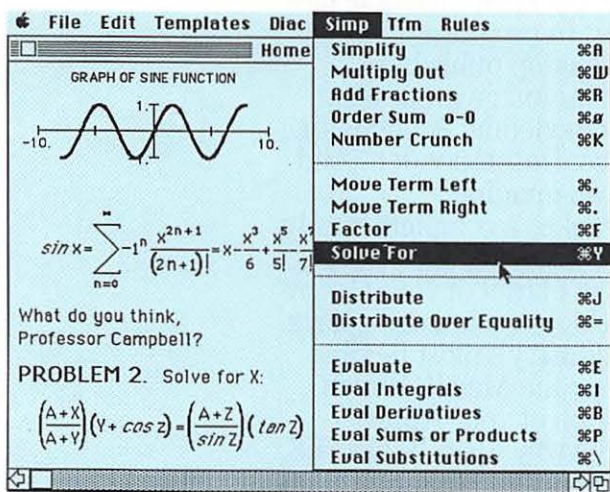 File Edit Templates Diac Simp Tfm Rules
Home
GRAPH OF SINE FUNCTION
1.
-10. 10.
-1.
∞
sin x = ∑ -1ⁿ x²ⁿ⁺¹ / (2n+1)! = x - x³/6 + x⁵/5! x⁷/7!
n=0
What do you think,
Professor Campbell?
PROBLEM 2. Solve for X:
(A+X / A+Y) (Y + cos Z) = (A+Z / sin Z) (tan Z)
Simplify ⌘A
Multiply Out ⌘W
Add Fractions ⌘R
Order Sum o-O ⌘ø
Number Crunch ⌘K
Move Term Left ⌘,
Move Term Right ⌘.
Factor ⌘F
Solve For ⌘Y
Distribute ⌘J
Distribute Over Equality ⌘=
Evaluate ⌘E
Eval Integrals ⌘I
Eval Derivatives ⌘B
Eval Sums or Products ⌘P
Eval Substitutions ⌘\